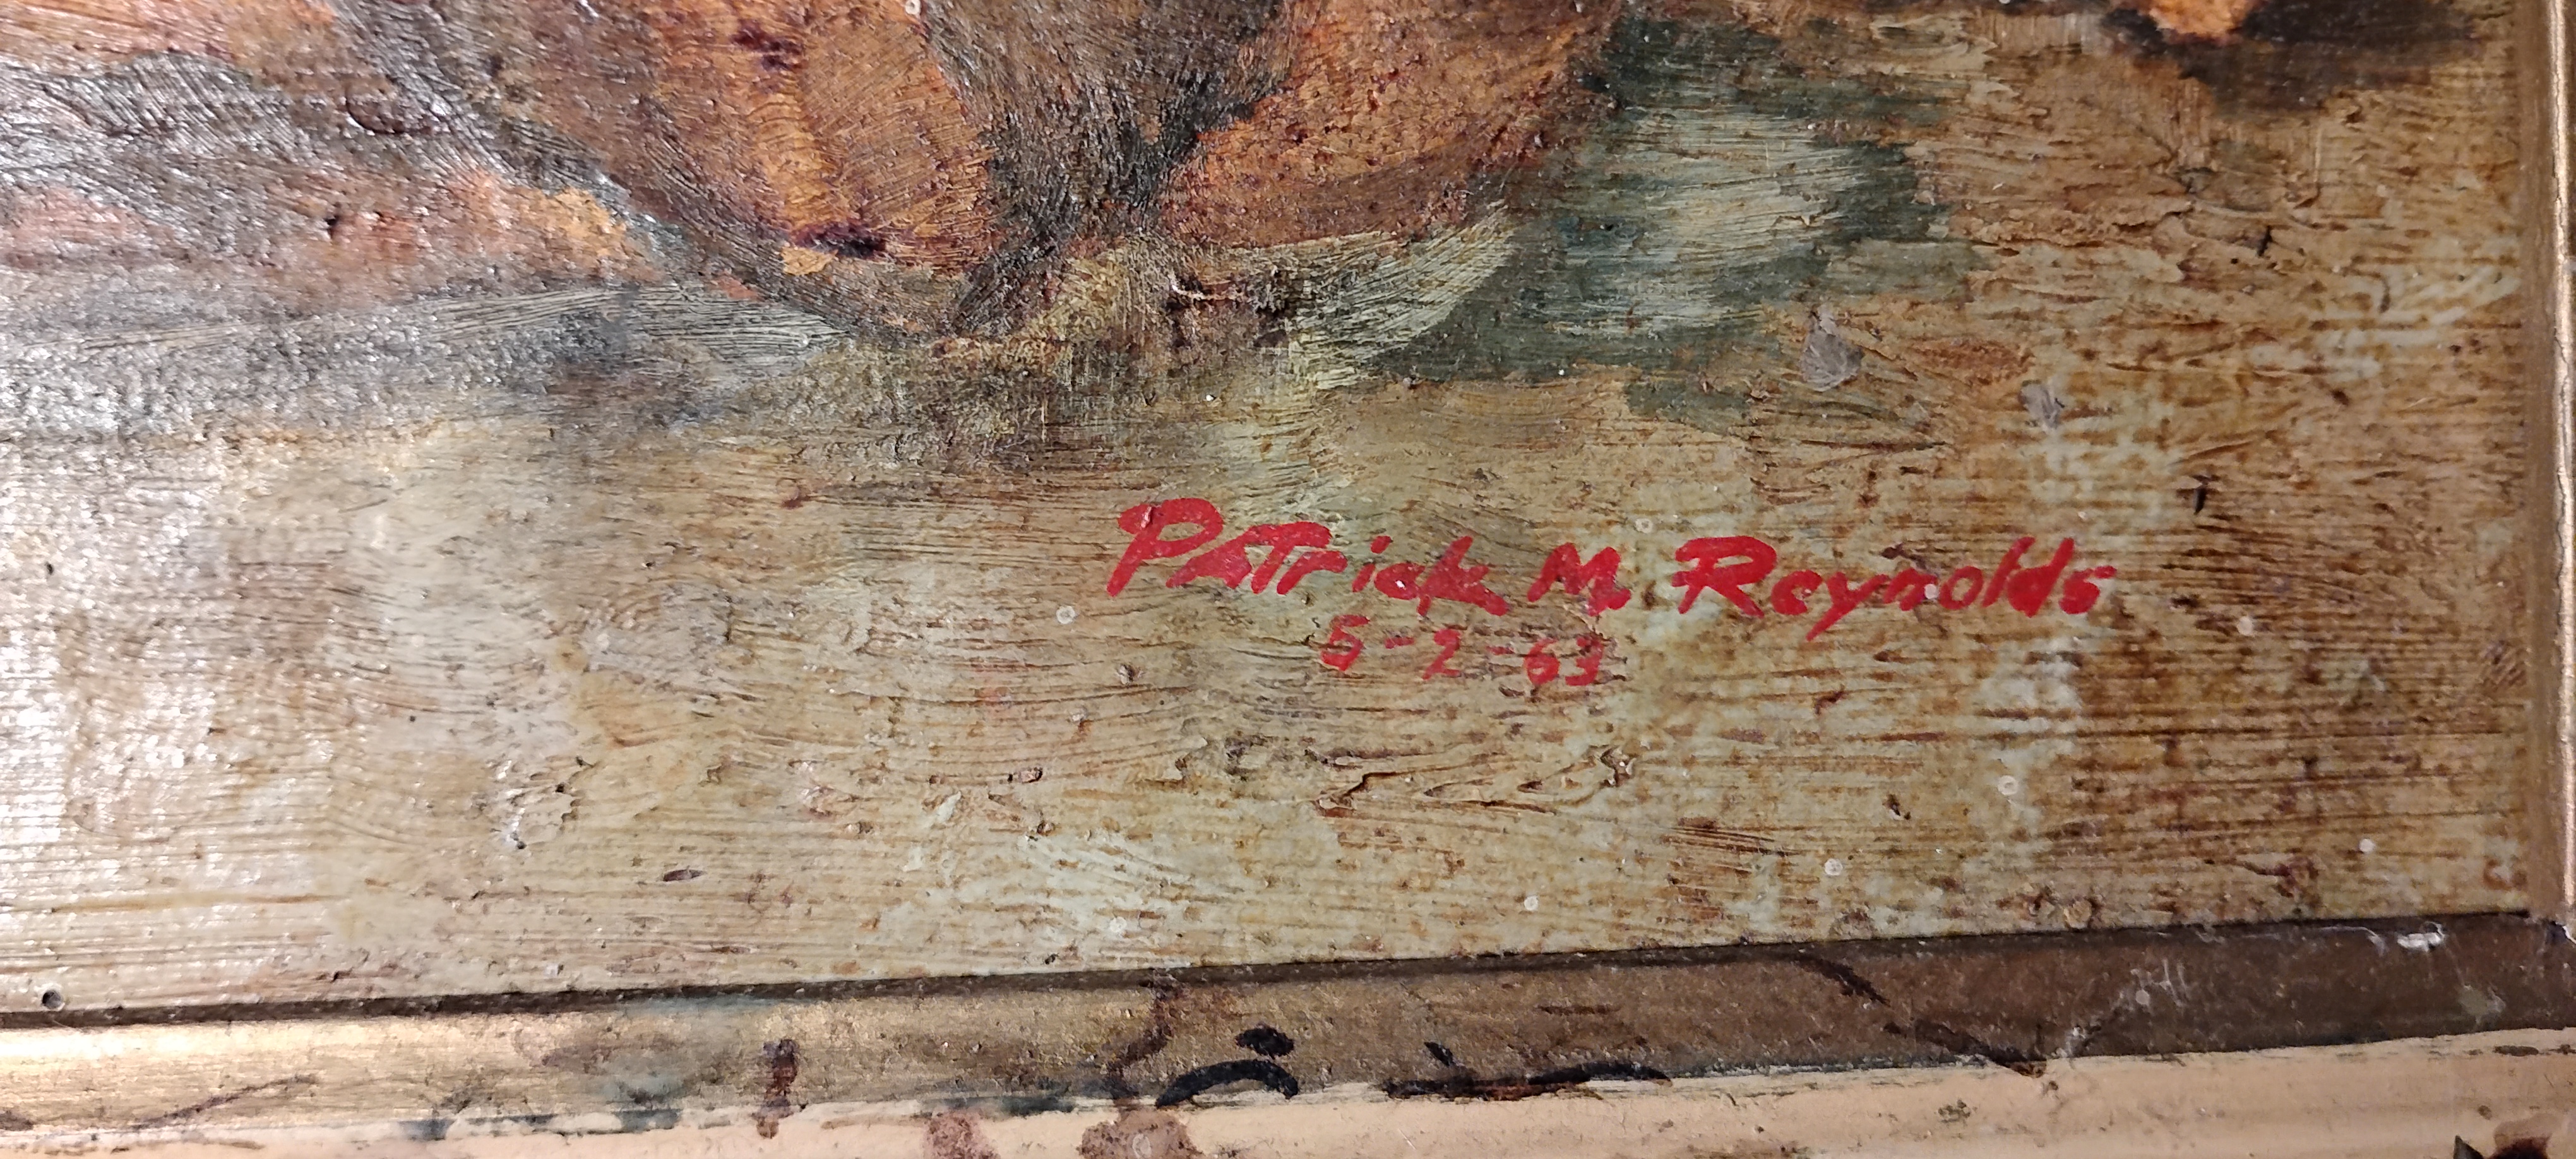 Patrick M. Reynolds
5-2-63